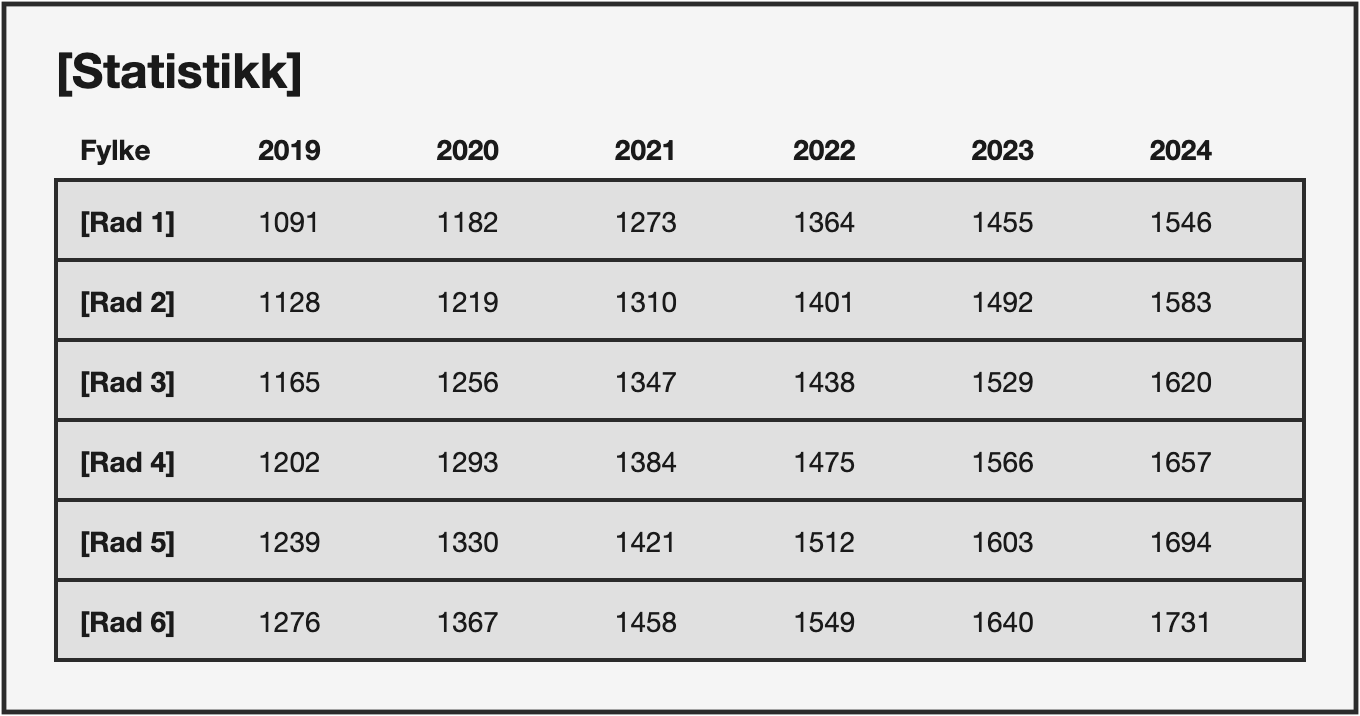 [Statistikk]
Fylke 2019 2020 2021 2022 2023 2024
[Rad 1] 1091 1182 1273 1364 1455 1546
[Rad 2] 1128 1219 1310 1401 1492 1583
[Rad 3] 1165 1256 1347 1438 1529 1620
[Rad 4] 1202 1293 1384 1475 1566 1657
[Rad 5] 1239 1330 1421 1512 1603 1694
[Rad 6] 1276 1367 1458 1549 1640 1731